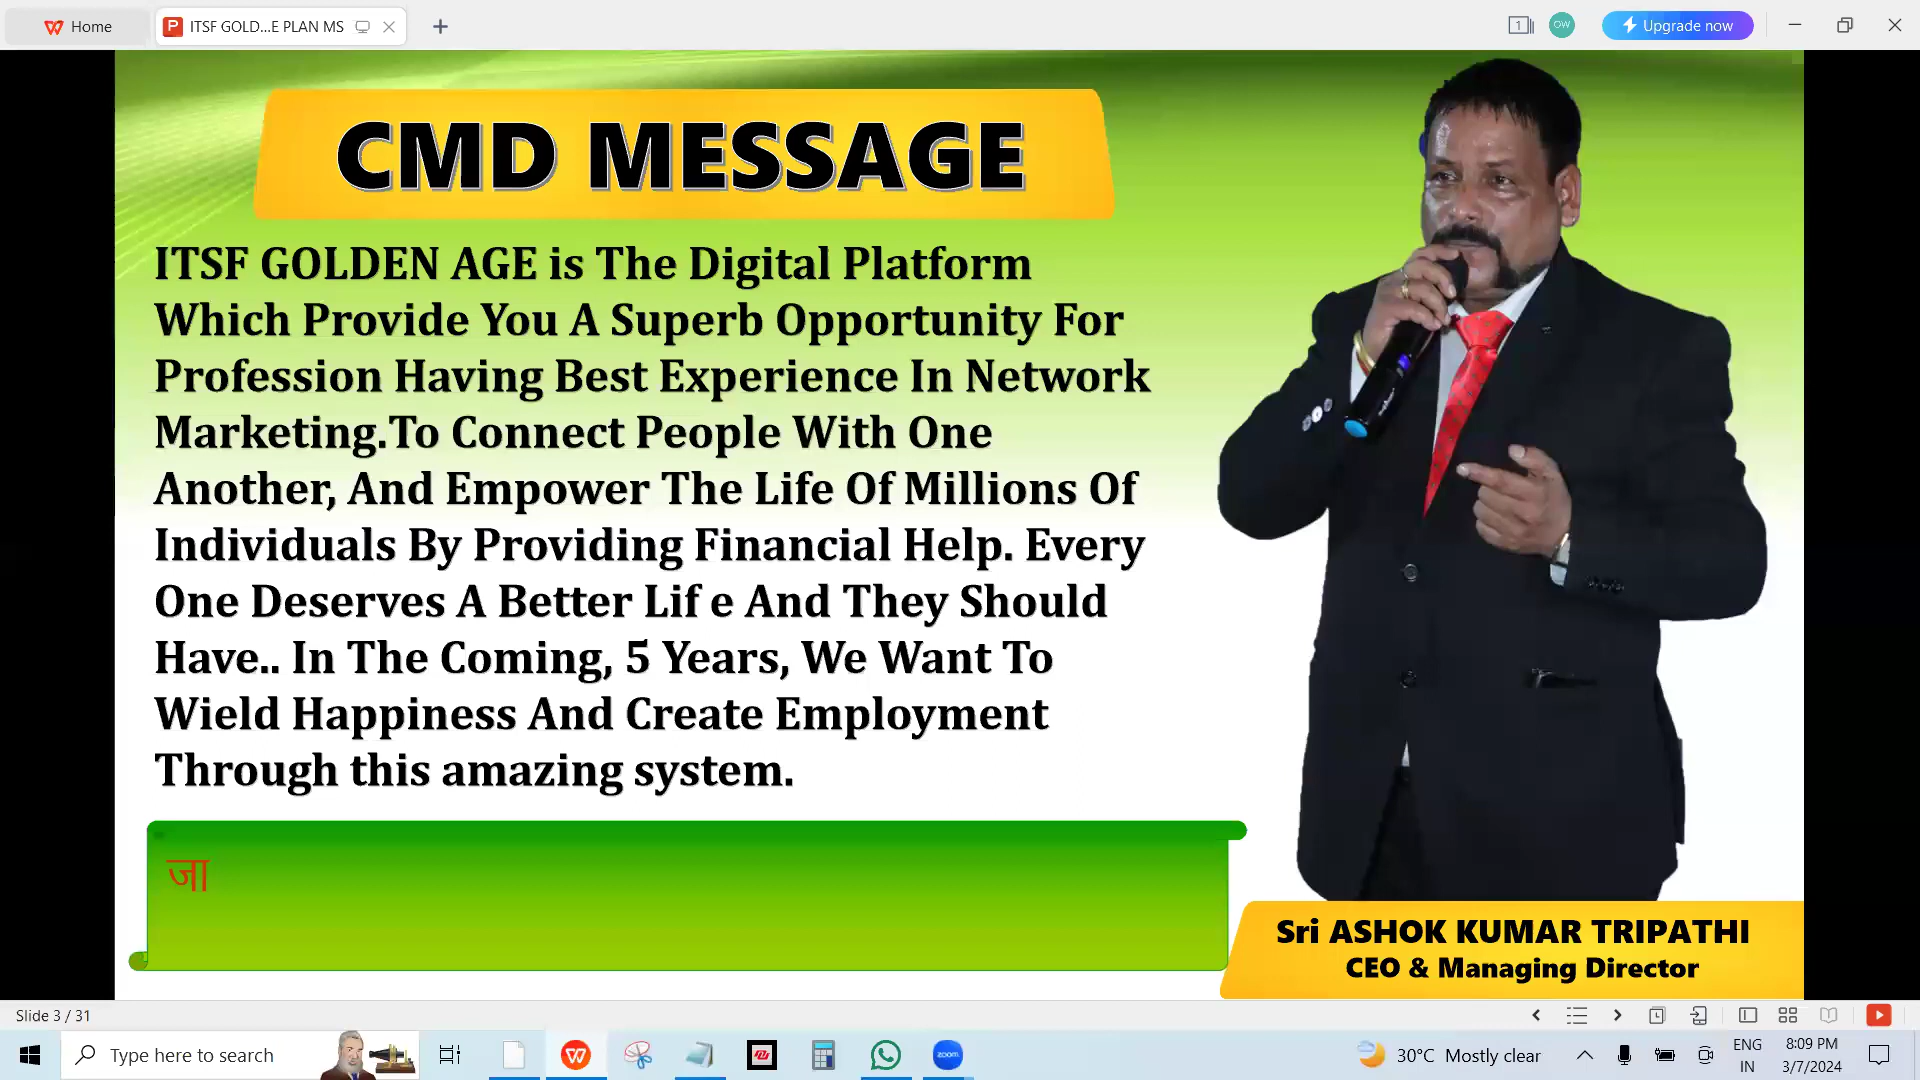 Home
ITSF GOLD...E PLAN MS
1
OW
Upgrade now
CMD MESSAGE
ITSF GOLDEN AGE is The Digital Platform
Which Provide You A Superb Opportunity For
Profession Having Best Experience In Network
Marketing.To Connect People With One
Another, And Empower The Life Of Millions Of
Individuals By Providing Financial Help. Every
One Deserves A Better Lif e And They Should
Have.. In The Coming, 5 Years, We Want To
Wield Happiness And Create Employment
Through this amazing system.
जा
Sri ASHOK KUMAR TRIPATHI
CEO & Managing Director
Slide 3 / 31
Type here to search
zoom
30°C Mostly clear
ENG
IN
8:09 PM
3/7/2024